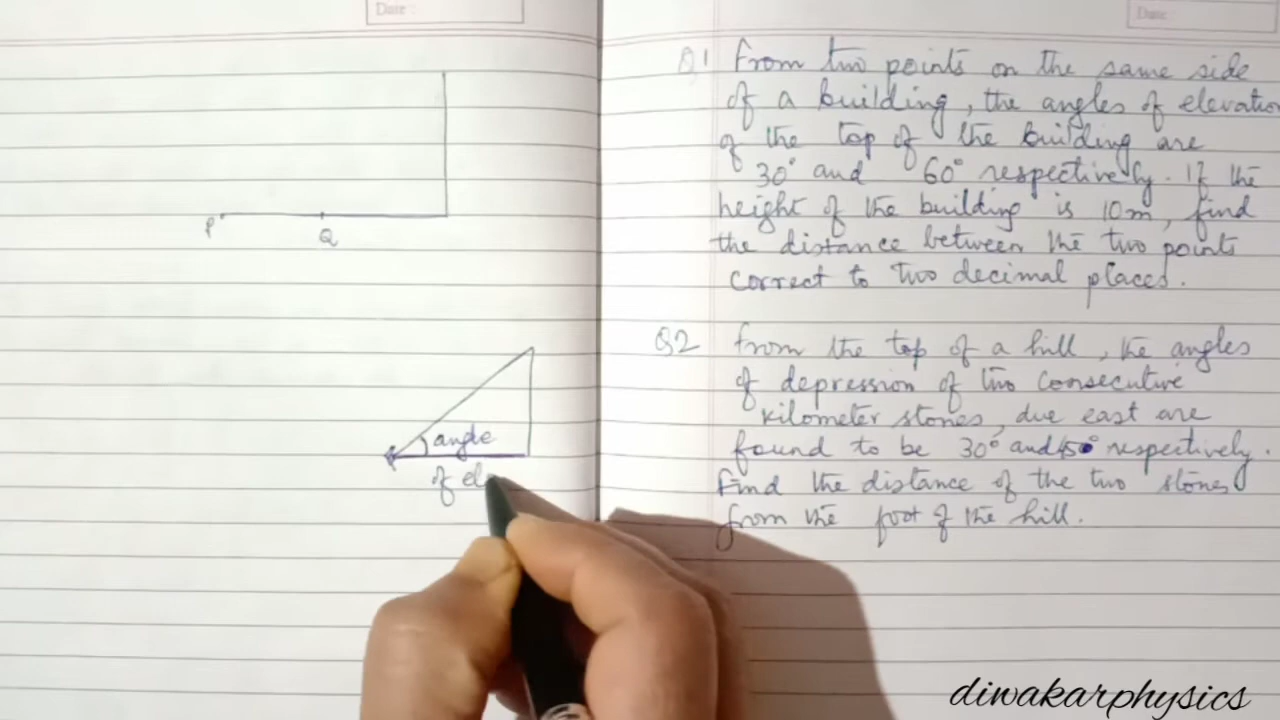 Date :
P
Q
angle
of el
Date :
Q1 From two points on the same side
of a building, the angles of elevation
of the top of the building are
30° and 60° respectively. If the
height of the building is 10m, find
the distance between the two points
correct to two decimal places.
Q2 From the top of a hill, the angles
of depression of two consecutive
kilometer stones, due east are
found to be 30° and 45° respectively.
Find the distance of the two stones
from the foot of the hill.
diwakarphysics